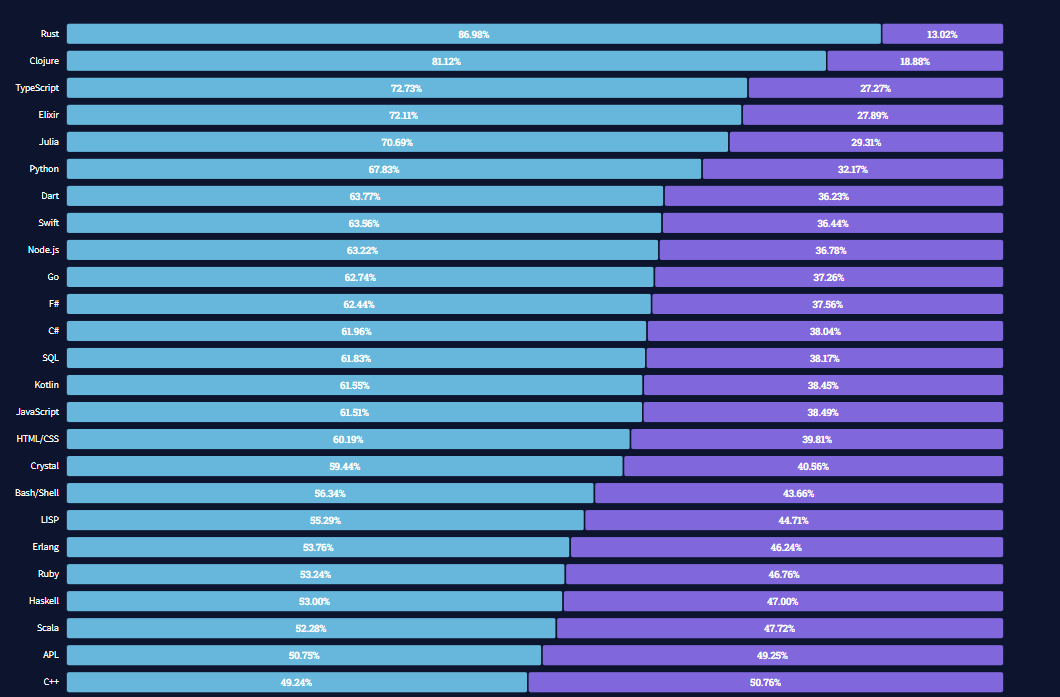 Rust 86.98% 13.02%
Clojure 81.12% 18.88%
TypeScript 72.73% 27.27%
Elixir 72.11% 27.89%
Julia 70.69% 29.31%
Python 67.83% 32.17%
Dart 63.77% 36.23%
Swift 63.56% 36.44%
Node.js 63.22% 36.78%
Go 62.74% 37.26%
F# 62.44% 37.56%
C# 61.96% 38.04%
SQL 61.83% 38.17%
Kotlin 61.55% 38.45%
JavaScript 61.51% 38.49%
HTML/CSS 60.19% 39.81%
Crystal 59.44% 40.56%
Bash/Shell 56.34% 43.66%
LISP 55.29% 44.71%
Erlang 53.76% 46.24%
Ruby 53.24% 46.76%
Haskell 53.00% 47.00%
Scala 52.28% 47.72%
APL 50.75% 49.25%
C++ 49.24% 50.76%